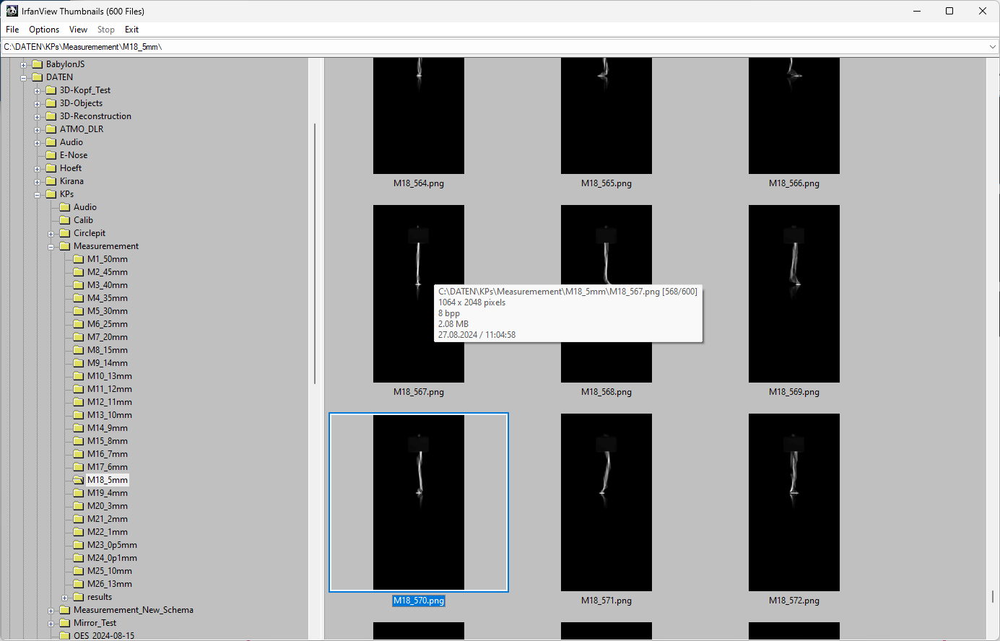 IrfanView Thumbnails (600 Files)
File Options View Stop Exit
C:\DATEN\KPs\Measuremement\M18_5mm\
BabylonJS
DATEN
3D-Kopf_Test
3D-Objects
3D-Reconstruction
ATMO_DLR
Audio
E-Nose
Hoeft
Kirana
KPs
Audio
Calib
Circlepit
Measuremement
M1_50mm
M2_45mm
M3_40mm
M4_35mm
M5_30mm
M6_25mm
M7_20mm
M8_15mm
M9_14mm
M10_13mm
M11_12mm
M12_11mm
M13_10mm
M14_9mm
M15_8mm
M16_7mm
M17_6mm
M18_5mm
M19_4mm
M20_3mm
M21_2mm
M22_1mm
M23_0p5mm
M24_0p1mm
M25_10mm
M26_13mm
results
Measuremement_New_Schema
Mirror_Test
OES_2024-08-15
M18_564.png M18_565.png M18_566.png
C:\DATEN\KPs\Measuremement\M18_5mm\M18_567.png [568/600]
1064 x 2048 pixels
8 bpp
2.08 MB
27.08.2024 / 11:04:58
M18_567.png M18_568.png M18_569.png
M18_570.png M18_571.png M18_572.png